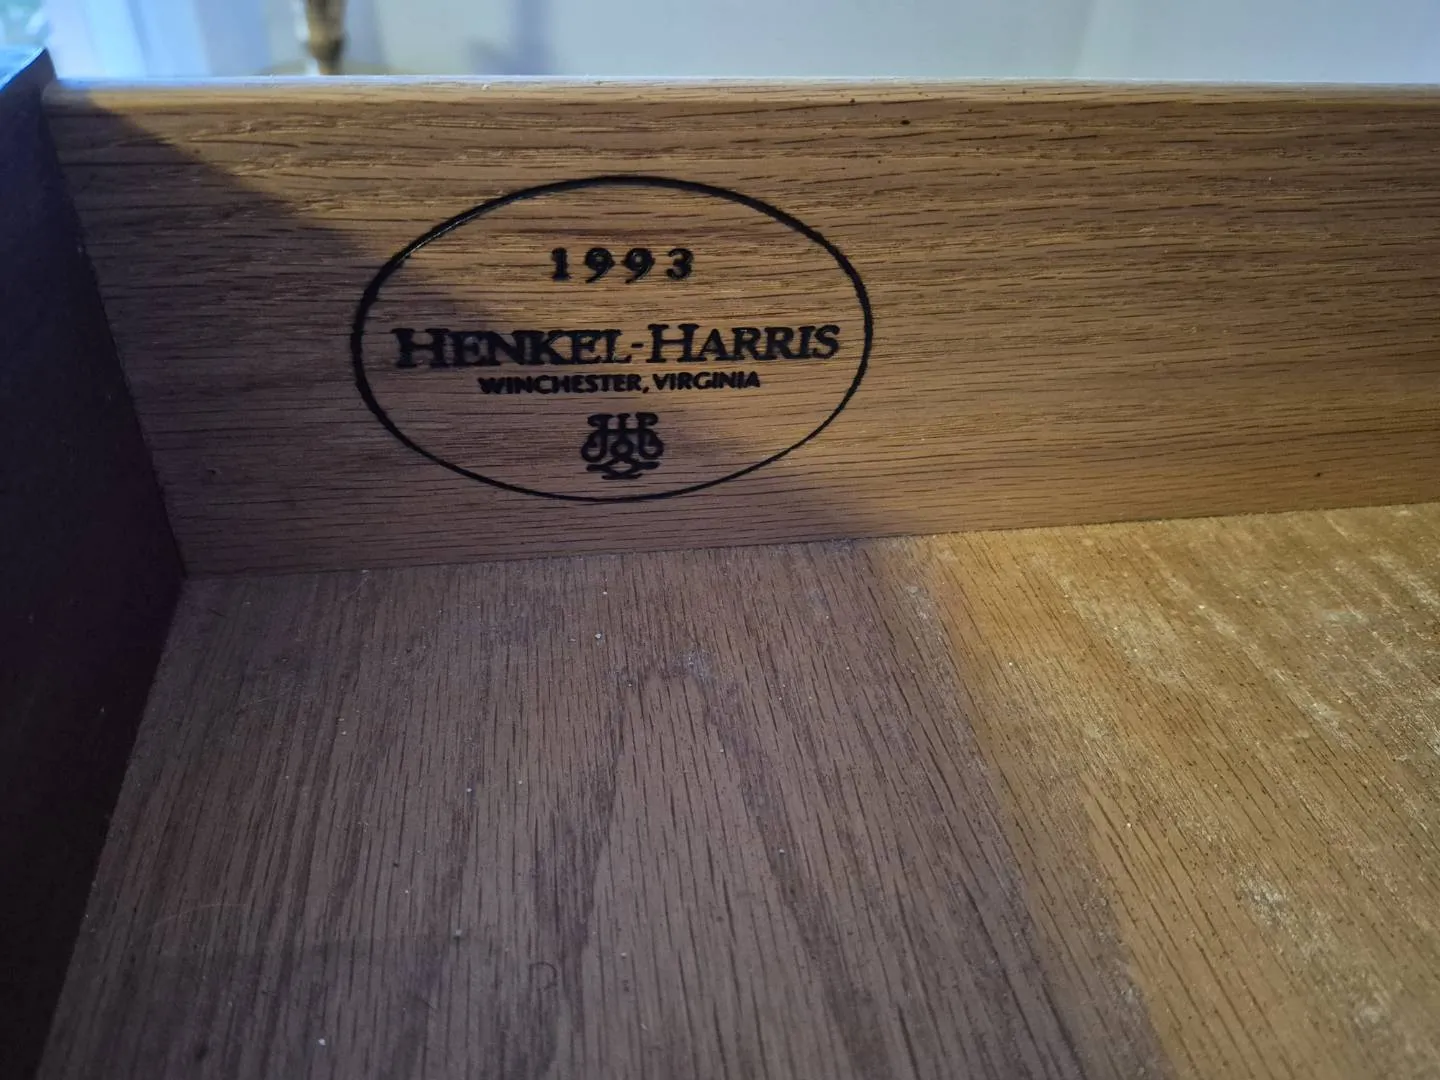 1993
HENKEL-HARRIS
WINCHESTER, VIRGINIA